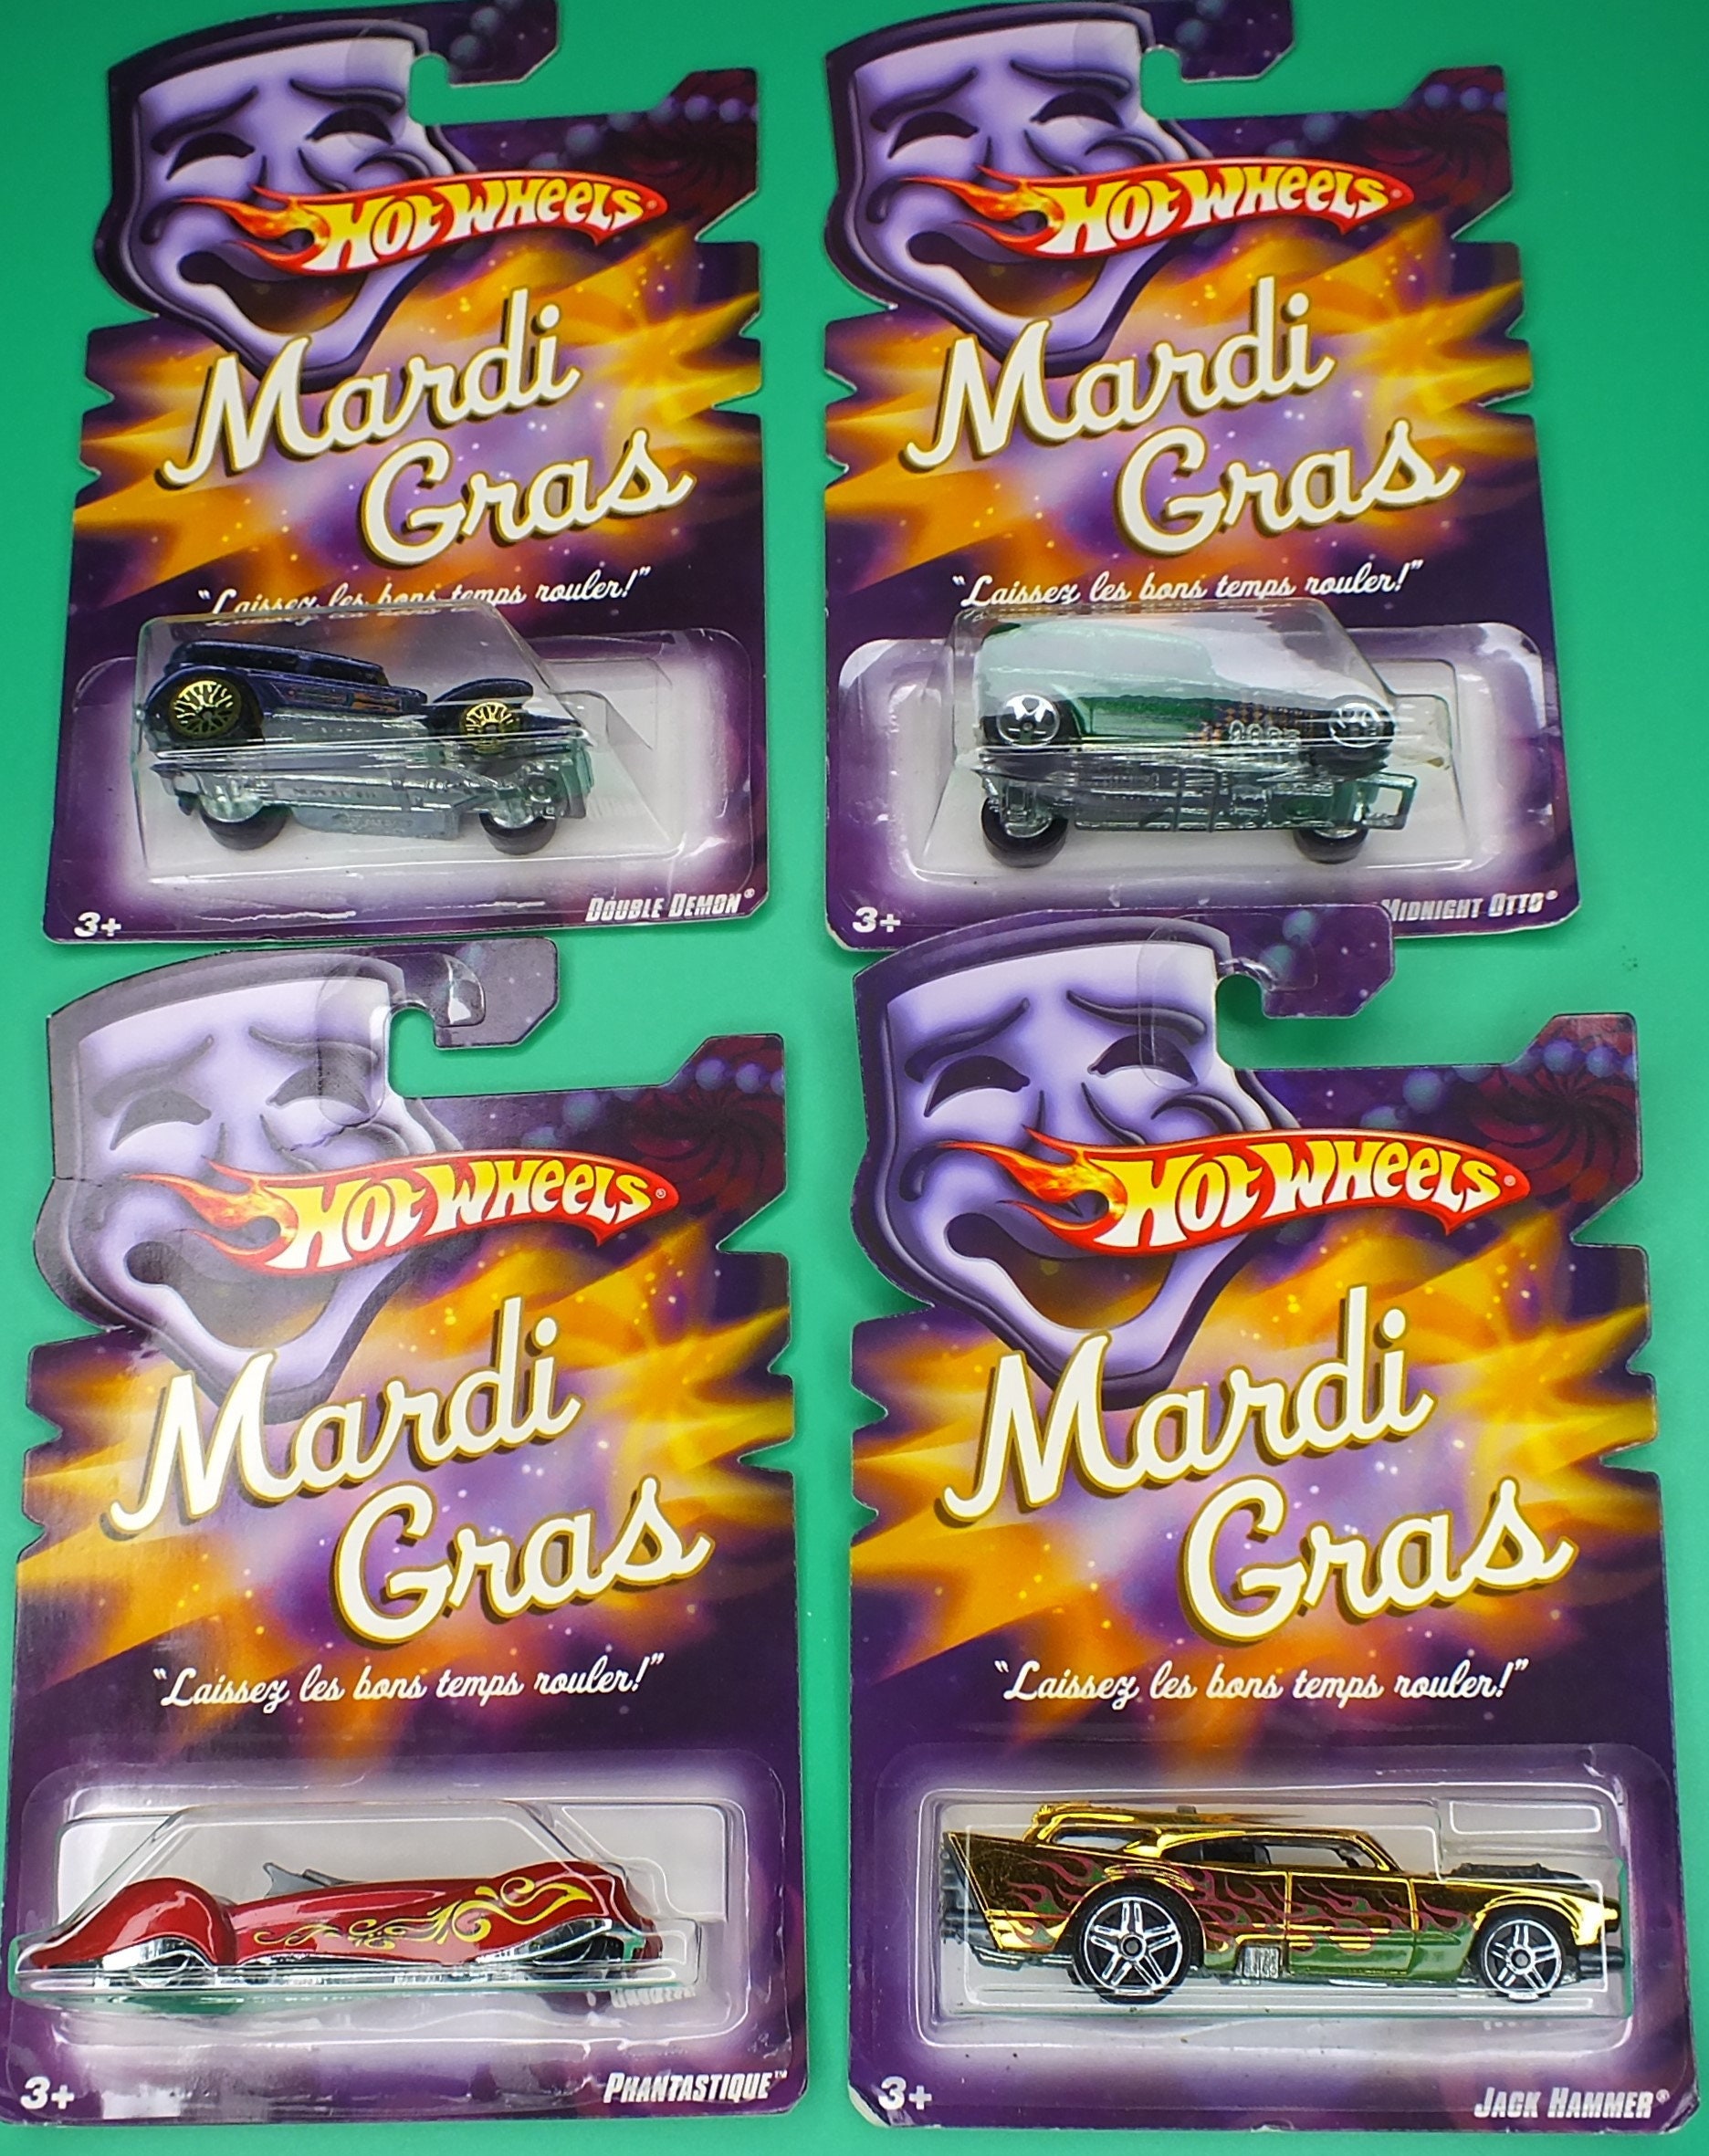 HOT WHEELS®
Mardi
Gras
"Laissez les bons temps rouler!"
3+
DOUBLE DEMON®
HOT WHEELS®
Mardi
Gras
"Laissez les bons temps rouler!"
3+
MIDNIGHT OTTO®
HOT WHEELS®
Mardi
Gras
"Laissez les bons temps rouler!"
3+
PHANTASTIQUE™
HOT WHEELS®
Mardi
Gras
"Laissez les bons temps rouler!"
3+
JACK HAMMER®